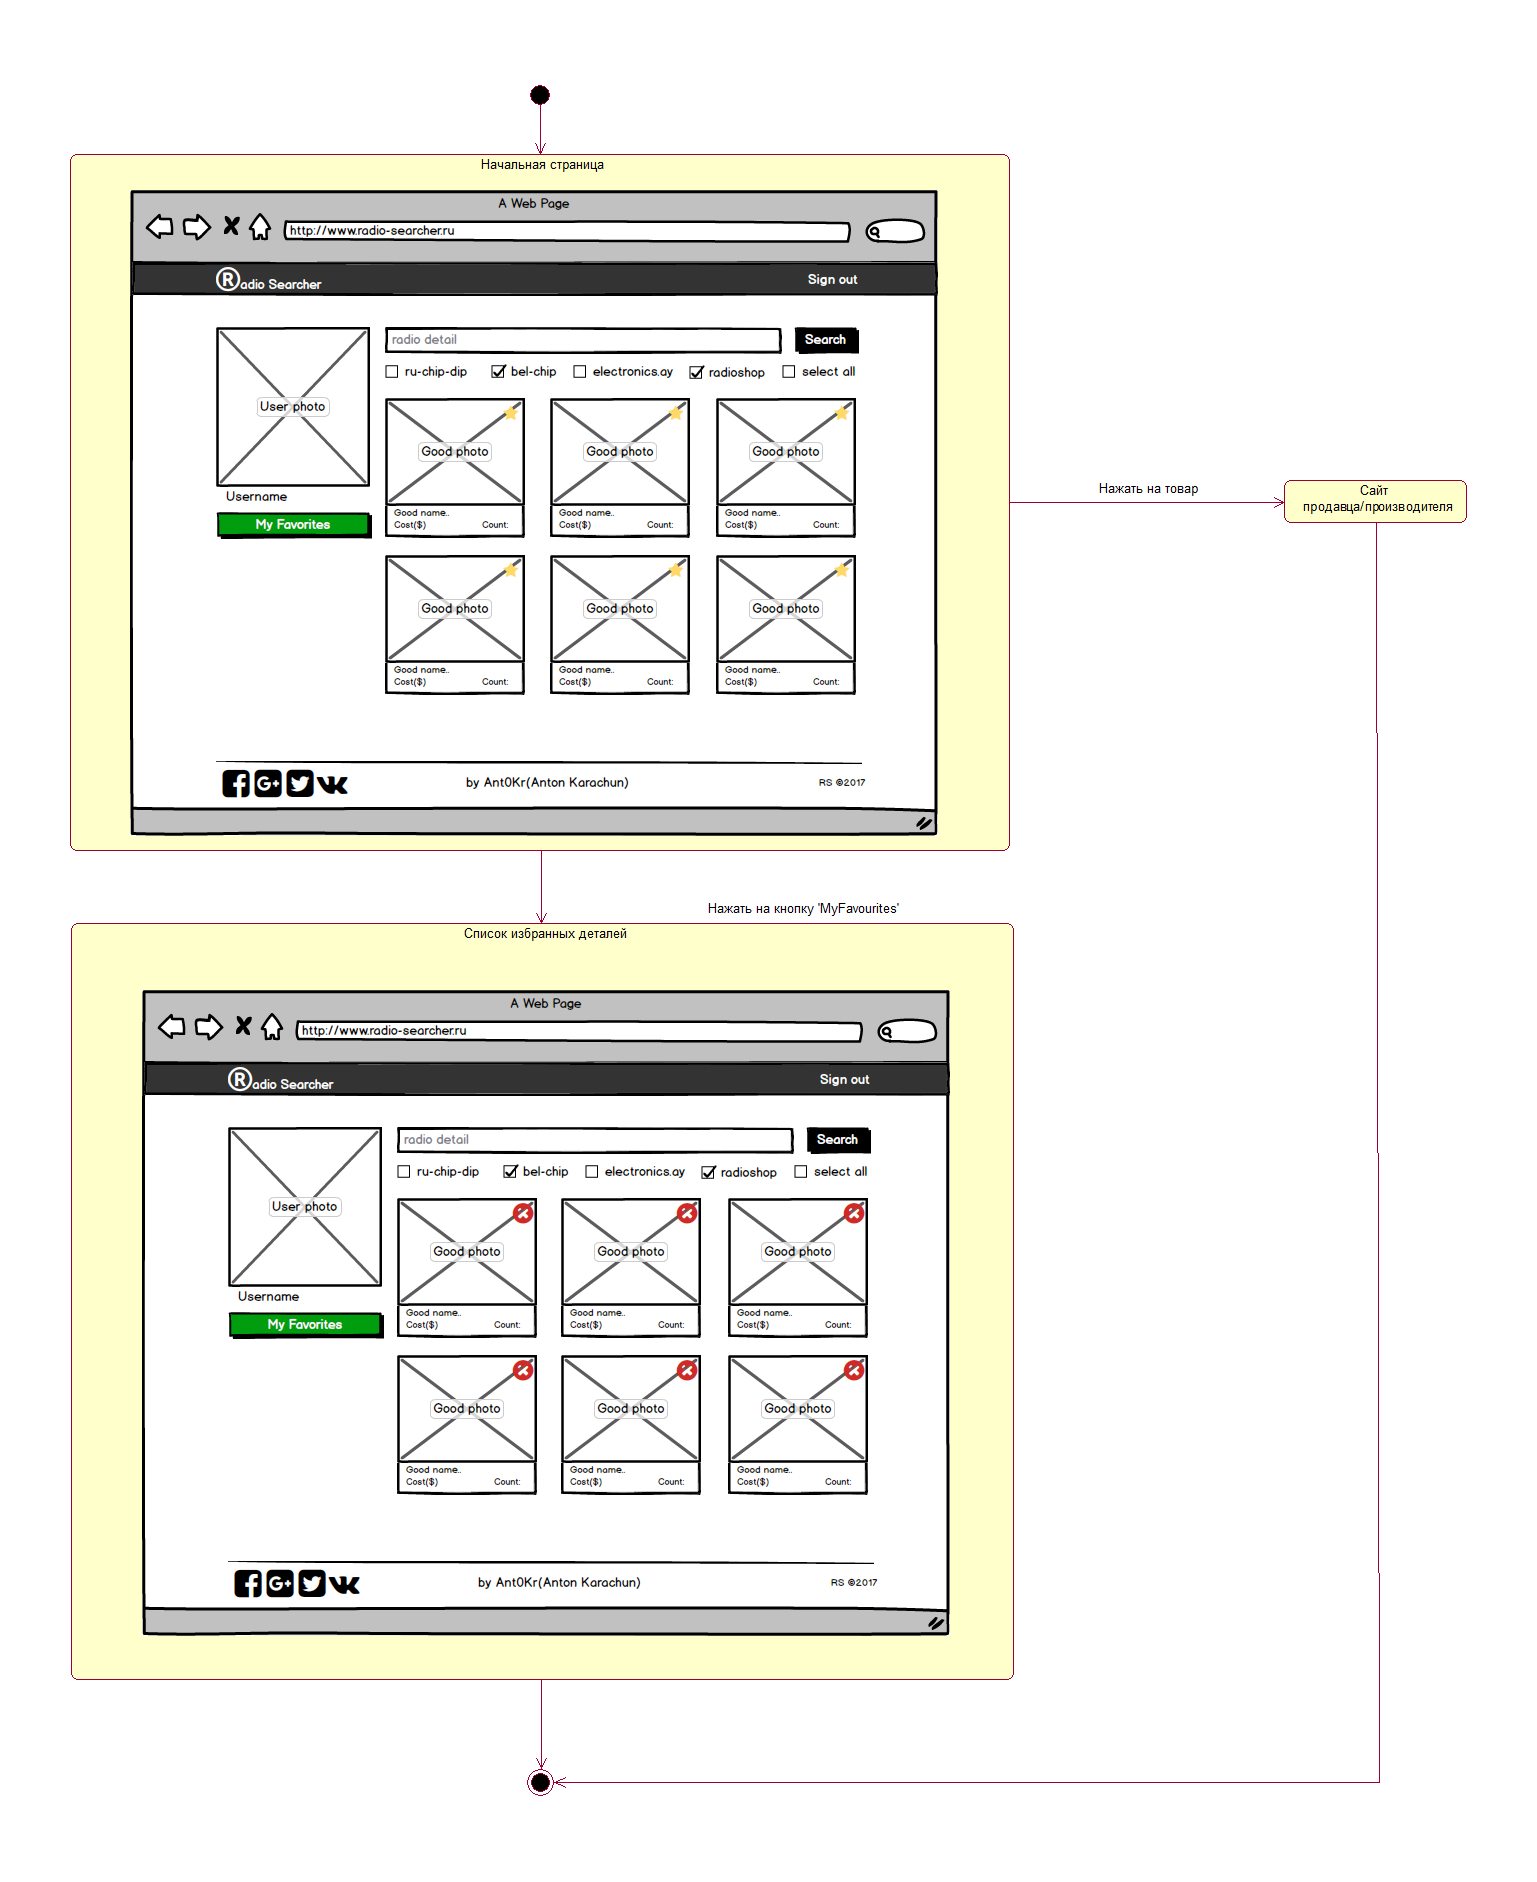 Начальная страница
A Web Page
http://www.radio-searcher.ru
Radio Searcher
Sign out
radio detail
Search
ru-chip-dip bel-chip electronics.ay radioshop select all
User photo
Username
My Favorites
Good photo Good photo Good photo
Good name.. Good name.. Good name..
Cost($) Count: Cost($) Count: Cost($) Count:
Good photo Good photo Good photo
Good name.. Good name.. Good name..
Cost($) Count: Cost($) Count: Cost($) Count:
by Ant0Kr(Anton Karachun)
RS ©2017
Нажать на товар
Сайт
продавца/производителя
Нажать на кнопку 'MyFavourites'
Список избранных деталей
A Web Page
http://www.radio-searcher.ru
Radio Searcher
Sign out
radio detail
Search
ru-chip-dip bel-chip electronics.ay radioshop select all
User photo
Username
My Favorites
Good photo Good photo Good photo
Good name.. Good name.. Good name..
Cost($) Count: Cost($) Count: Cost($) Count:
Good photo Good photo Good photo
Good name.. Good name.. Good name..
Cost($) Count: Cost($) Count: Cost($) Count:
by Ant0Kr(Anton Karachun)
RS ©2017